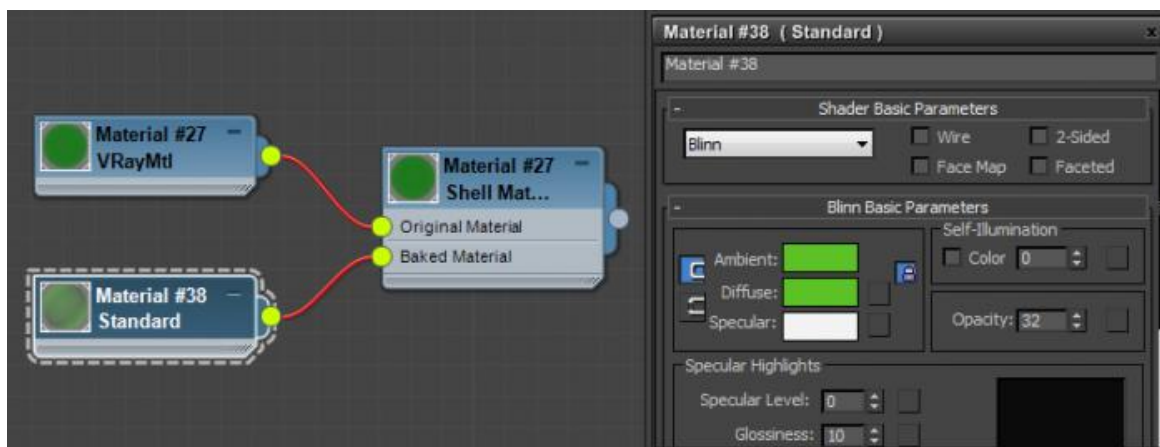 Material #27
VRayMtl
Material #27
Shell Mat...
Original Material
Baked Material
Material #38
Standard
Material #38 ( Standard )
Material #38
Shader Basic Parameters
Blinn
Wire
2-Sided
Face Map
Faceted
Blinn Basic Parameters
Ambient:
Diffuse:
Specular:
Self-Illumination
Color 0
Opacity: 32
Specular Highlights
Specular Level: 0
Glossiness: 10